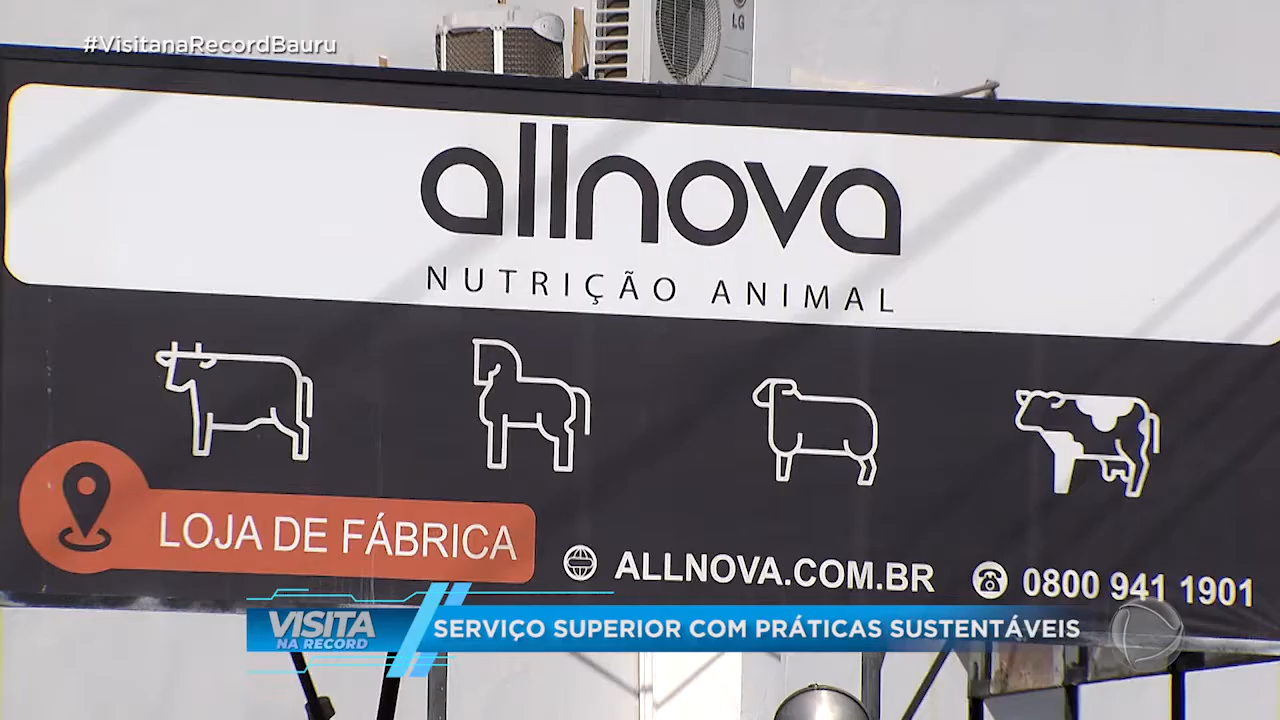 #VisitanaRecordBauru
LG
allnova
NUTRIÇÃO ANIMAL
LOJA DE FÁBRICA
ALLNOVA.COM.BR
0800 941 1901
VISITA
NA RECORD
SERVIÇO SUPERIOR COM PRÁTICAS SUSTENTÁVEIS